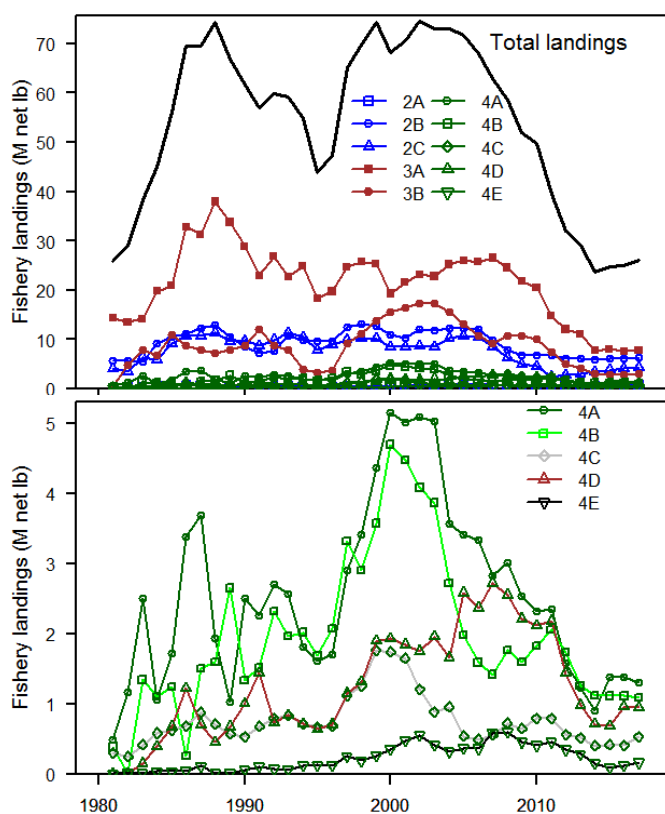 Total landings
Fishery landings (M net lb)
70
60
50
40
30
20
10
0
2A 4A
2B 4B
2C 4C
3A 4D
3B 4E
Fishery landings (M net lb)
5
4
3
2
1
0
4A
4B
4C
4D
4E
1980 1990 2000 2010